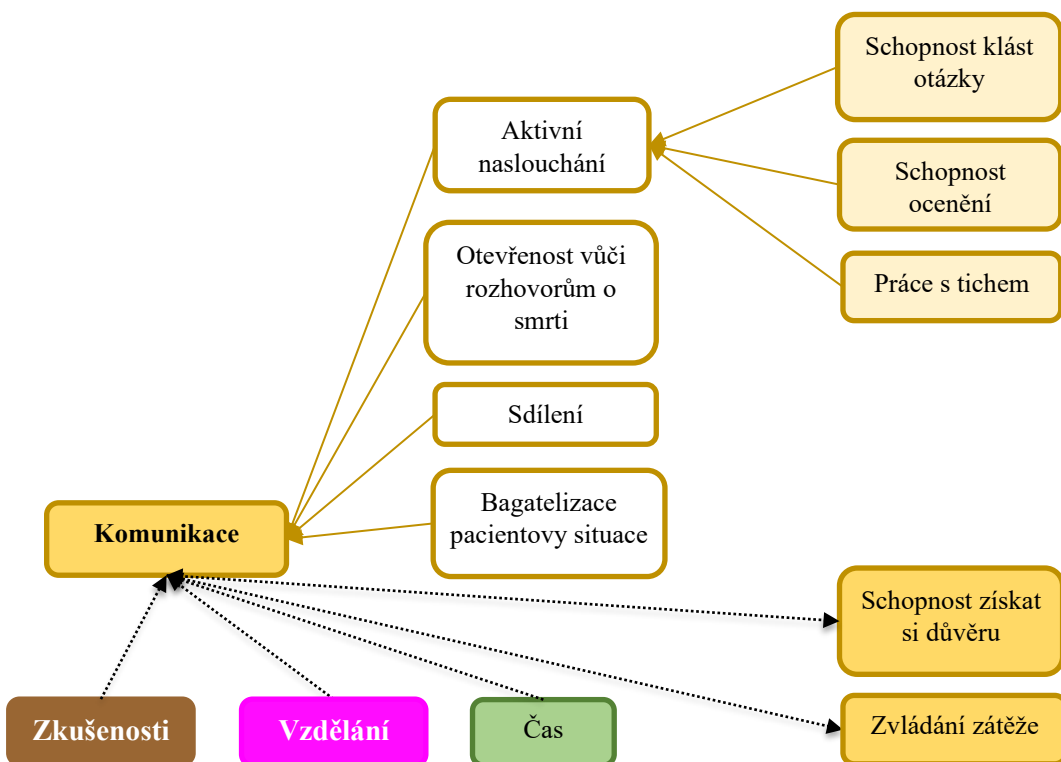 Schopnost klást
otázky
Aktivní
naslouchání
Schopnost
ocenění
Otevřenost vůči
rozhovorům o
smrti
Práce s tichem
Sdílení
Bagatelizace
pacientovy situace
Komunikace
Schopnost získat
si důvěru
Zkušenosti
Vzdělání
Čas
Zvládání zátěže